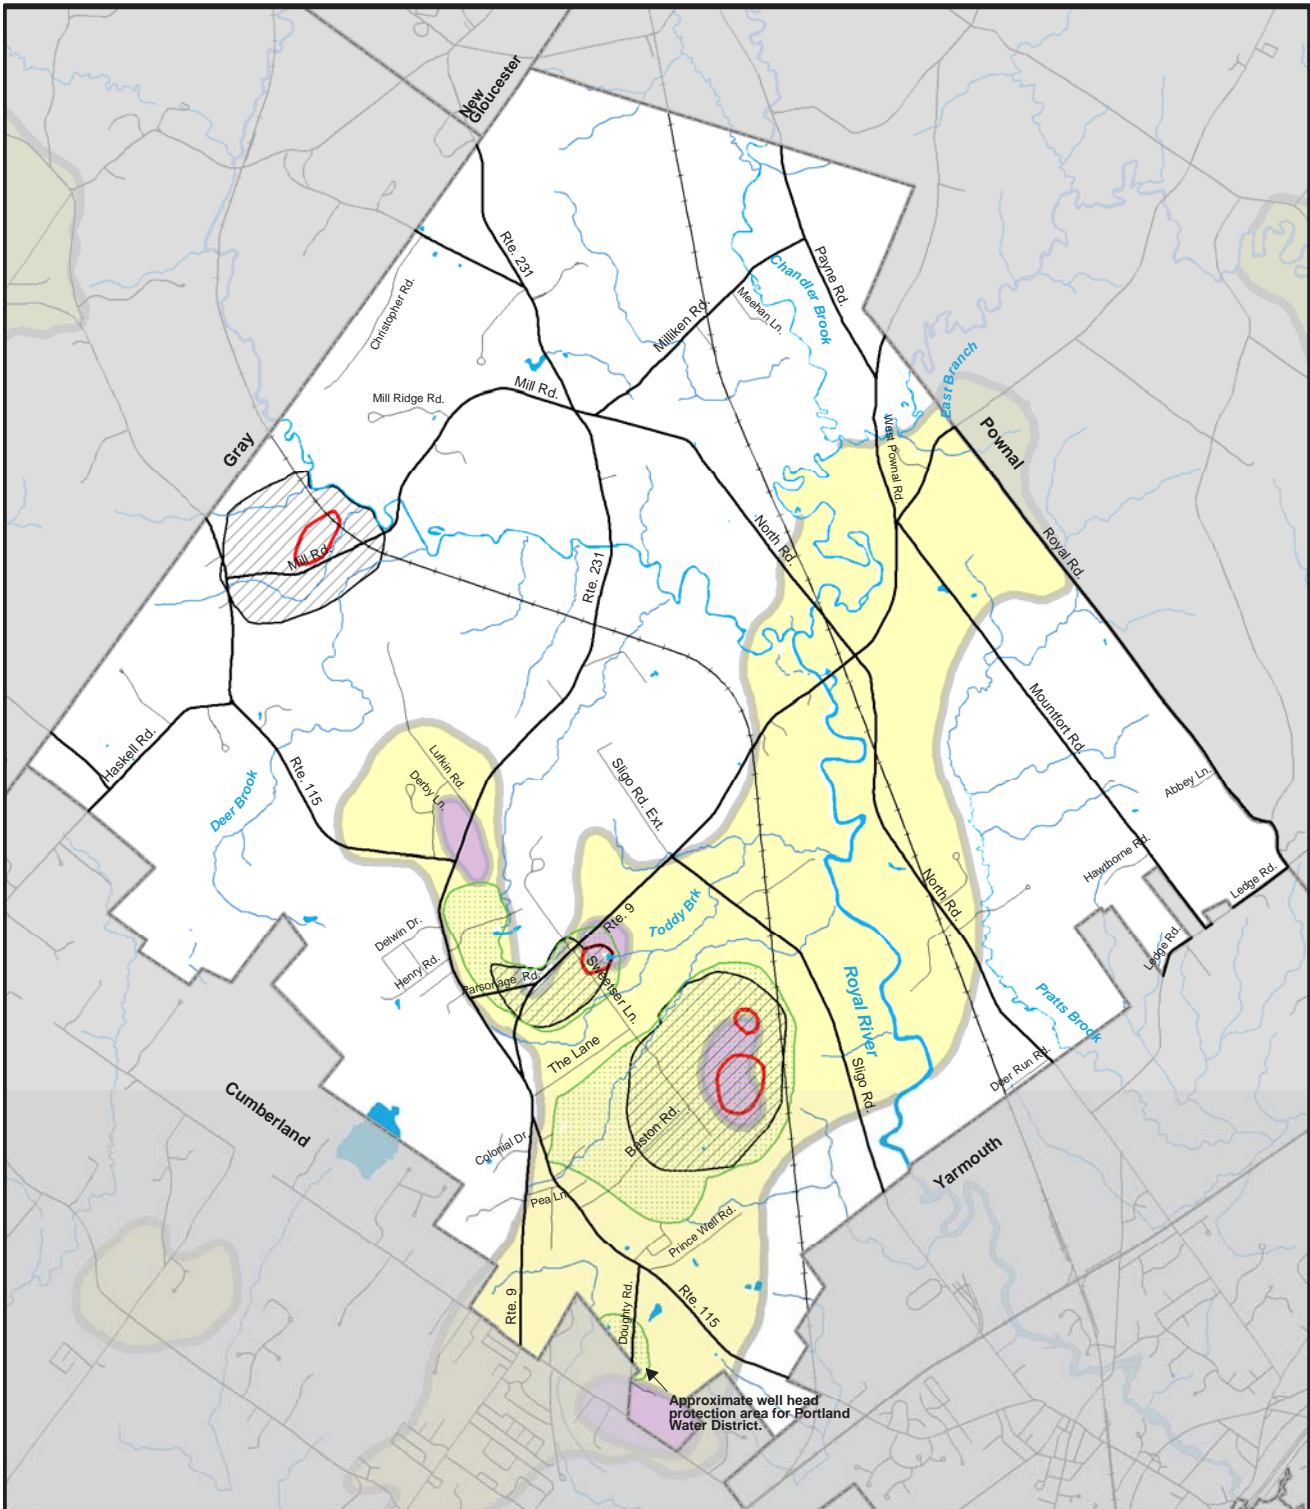 New
Gloucester
Rte. 231
Payne Rd.
Chandler Brook
Meehan Ln.
Christopher Rd.
Milliken Rd.
East Branch
Mill Rd.
Mill Ridge Rd.
West Pownal Rd.
Pownal
Gray
North Rd.
Royal Rd.
Mill Rd.
Rte. 231
Mountfort Rd.
Haskell Rd.
Lufkin Rd.
Derby Ln.
Rte. 115
Sligo Rd. Ext.
Abbey Ln.
Deer Brook
Hawthorne Rd.
North Rd.
Ledge Rd.
Rte. 9
Toddy Brk
Delwin Dr.
Henry Rd.
Ledge Rd.
Parsonage Rd.
Sweetser Ln.
Royal River
Pratts Brook
The Lane
Sligo Rd.
Deer Run Rd.
Cumberland
Baston Rd.
Colonial Dr.
Yarmouth
Pea Ln.
Prince Well Rd.
Rte. 9
Doughty Rd.
Rte. 115
Approximate well head
protection area for Portland
Water District.